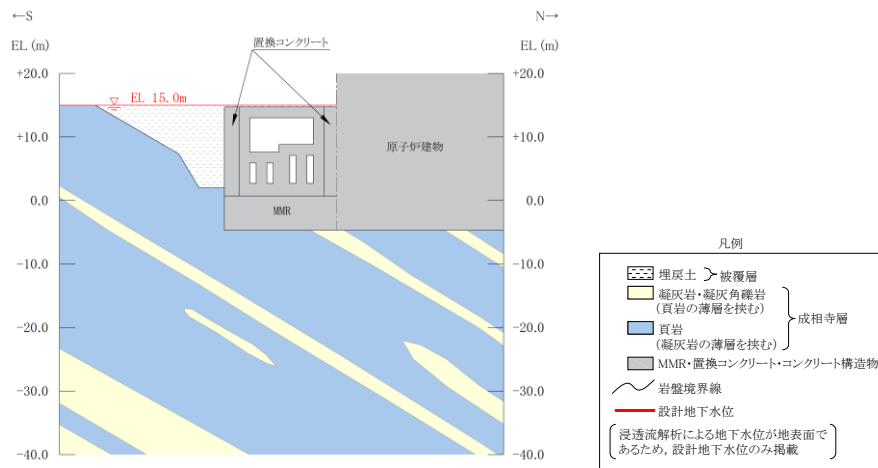 ←S
N→
EL (m)
EL (m)
置換コンクリート
+20.0
+20.0
EL 15.0m
+10.0
+10.0
原子炉建物
0.0
0.0
MMR
-10.0
-10.0
-20.0
-20.0
-30.0
-30.0
-40.0
-40.0
凡例
埋戻土
被覆層
凝灰岩・凝灰角礫岩
(頁岩の薄層を挟む)
成相寺層
頁岩
(凝灰岩の薄層を挟む)
MMR・置換コンクリート・コンクリート構造物
岩盤境界線
設計地下水位
浸透流解析による地下水位が地表面で
あるため, 設計地下水位のみ掲載